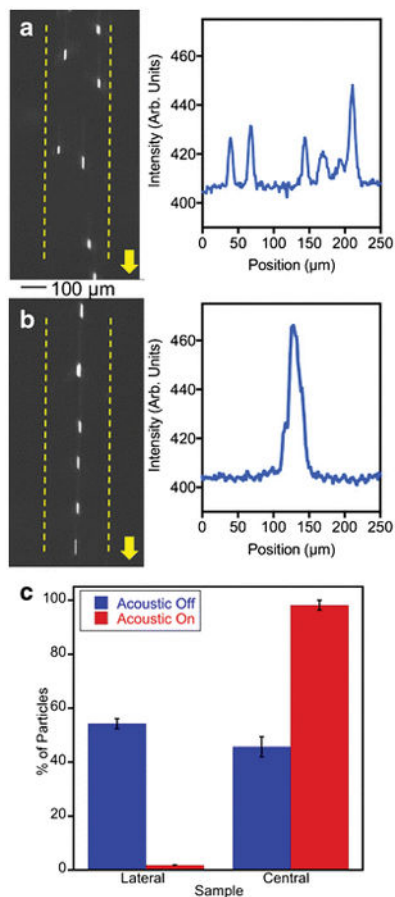 a
Intensity (Arb. Units)
460
440
420
400
0 50 100 150 200 250
Position (µm)
100 µm
b
Intensity (Arb. Units)
460
440
420
400
0 50 100 150 200 250
Position (µm)
c
% of Particles
100
80
60
40
20
0
Acoustic Off
Acoustic On
Lateral Central
Sample